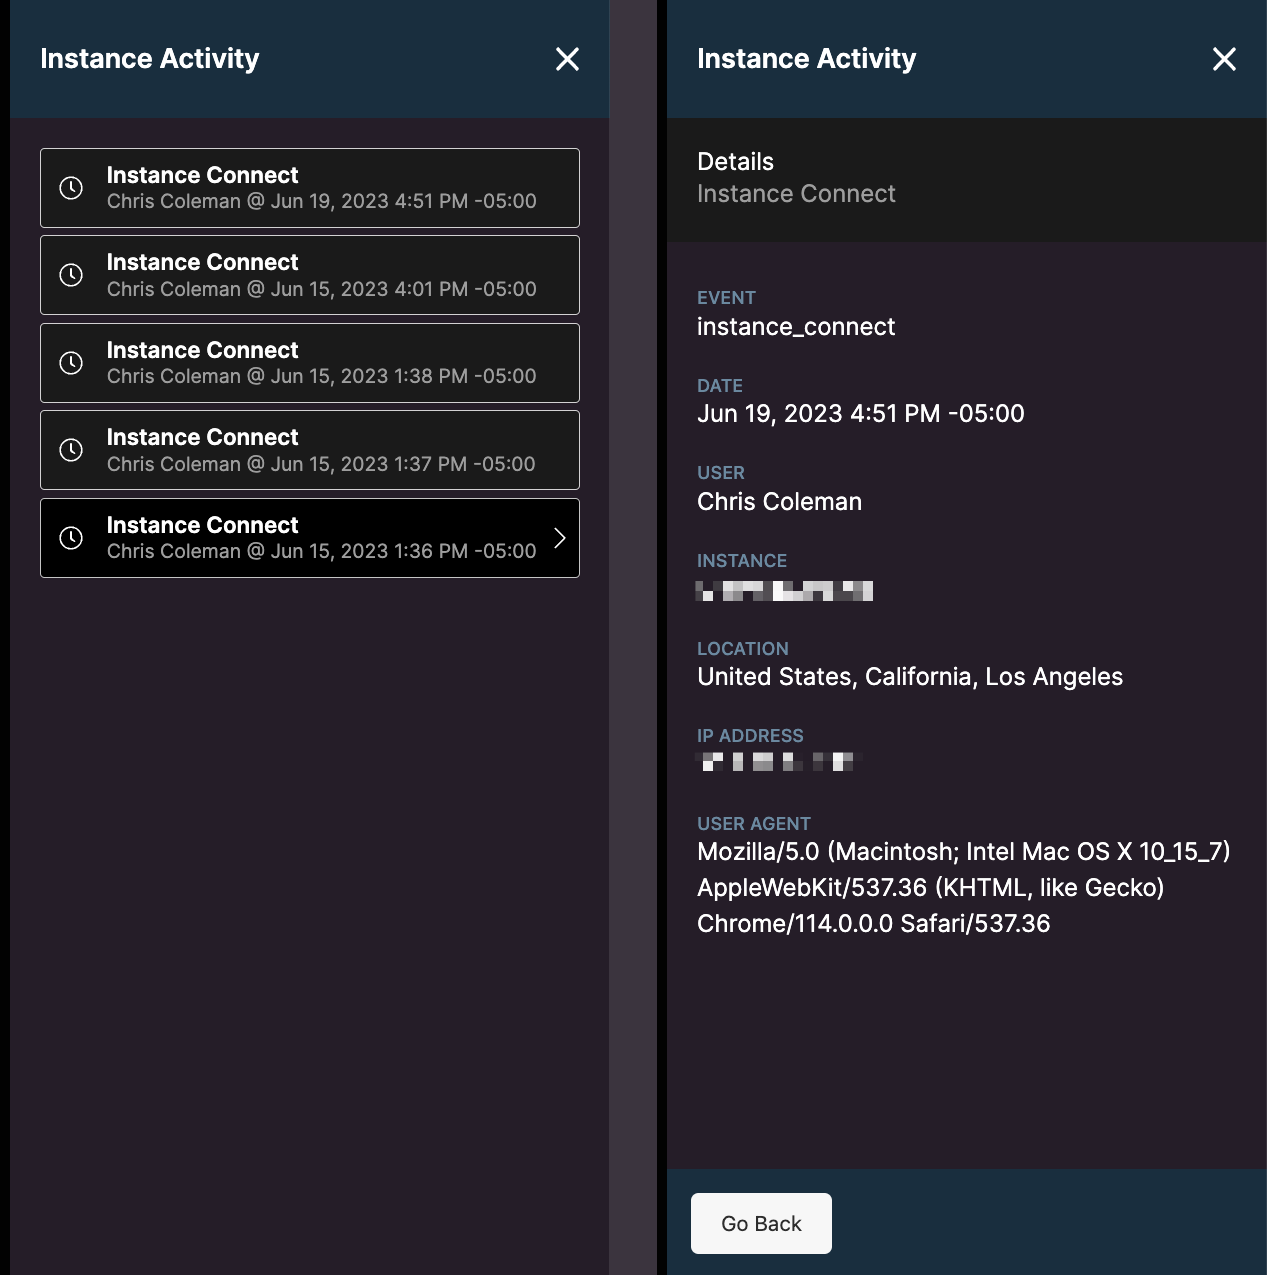 Instance Activity
Instance Connect
Chris Coleman @ Jun 19, 2023 4:51 PM -05:00
Instance Connect
Chris Coleman @ Jun 15, 2023 4:01 PM -05:00
Instance Connect
Chris Coleman @ Jun 15, 2023 1:38 PM -05:00
Instance Connect
Chris Coleman @ Jun 15, 2023 1:37 PM -05:00
Instance Connect
Chris Coleman @ Jun 15, 2023 1:36 PM -05:00
Instance Activity
Details
Instance Connect
EVENT
instance_connect
DATE
Jun 19, 2023 4:51 PM -05:00
USER
Chris Coleman
INSTANCE
LOCATION
United States, California, Los Angeles
IP ADDRESS
USER AGENT
Mozilla/5.0 (Macintosh; Intel Mac OS X 10_15_7)
AppleWebKit/537.36 (KHTML, like Gecko)
Chrome/114.0.0.0 Safari/537.36
Go Back